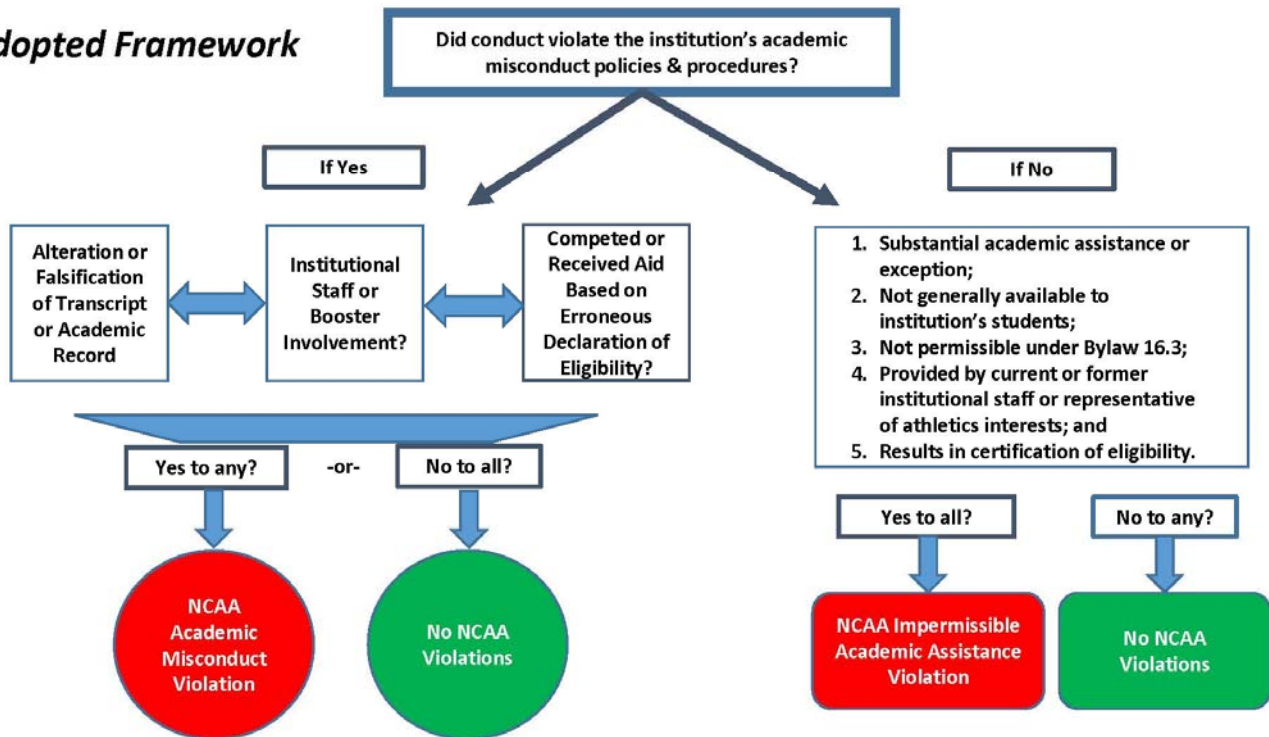 dopted Framework
Did conduct violate the institution's academic
misconduct policies & procedures?
If Yes
If No
Alteration or
Falsification
of Transcript
or Academic
Record
Institutional
Staff or
Booster
Involvement?
Competed or
Received Aid
Based on
Erroneous
Declaration of
Eligibility?
1. Substantial academic assistance or
exception;
2. Not generally available to
institution's students;
3. Not permissible under Bylaw 16.3;
4. Provided by current or former
institutional staff or representative
of athletics interests; and
5. Results in certification of eligibility.
Yes to any?
-or-
No to all?
Yes to all?
No to any?
NCAA
Academic
Misconduct
Violation
No NCAA
Violations
NCAA Impermissible
Academic Assistance
Violation
No NCAA
Violations